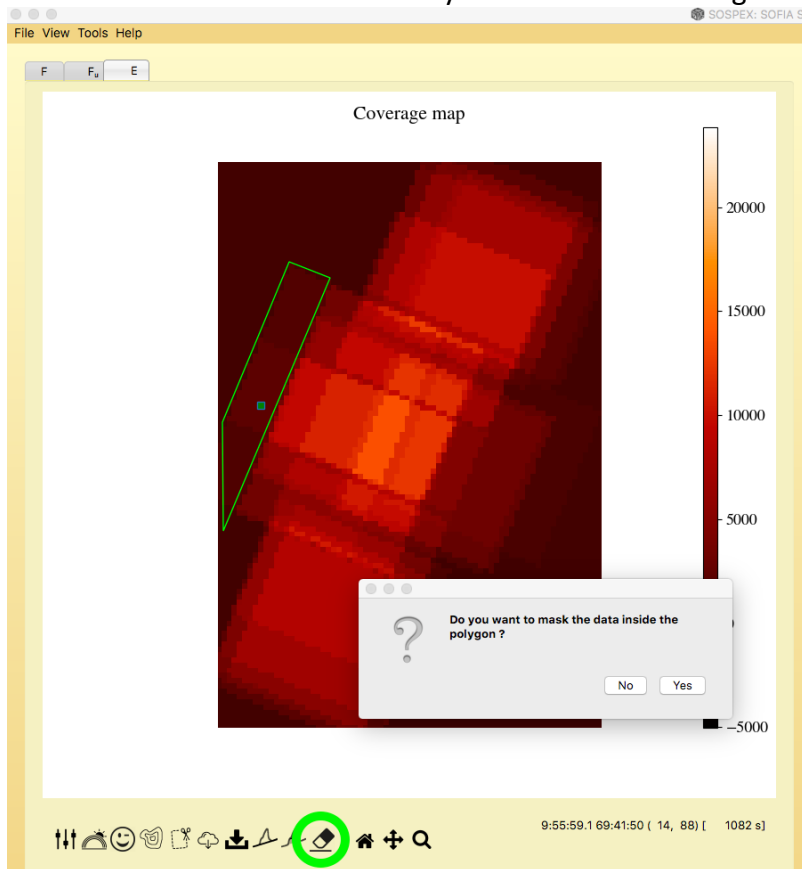 SOSPEX: SOFIA S
File View Tools Help
F Fu E
Coverage map
20000
15000
10000
5000
Do you want to mask the data inside the
polygon ?
No Yes
−5000
9:55:59.1 69:41:50 ( 14, 88) [ 1082 s]